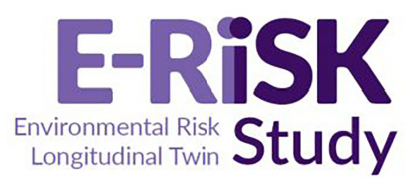 E-RiSK
Environmental Risk
Longitudinal Twin
Study